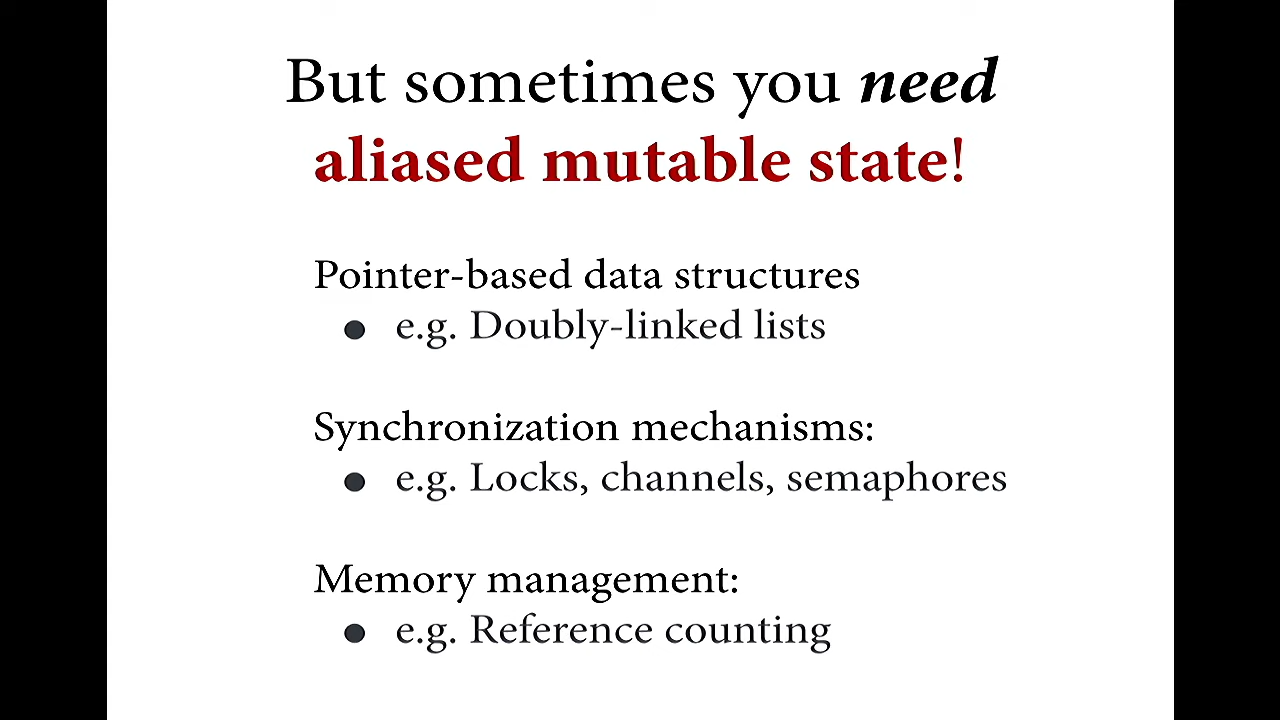 But sometimes you need
aliased mutable state!
Pointer-based data structures
● e.g. Doubly-linked lists
Synchronization mechanisms:
● e.g. Locks, channels, semaphores
Memory management:
● e.g. Reference counting